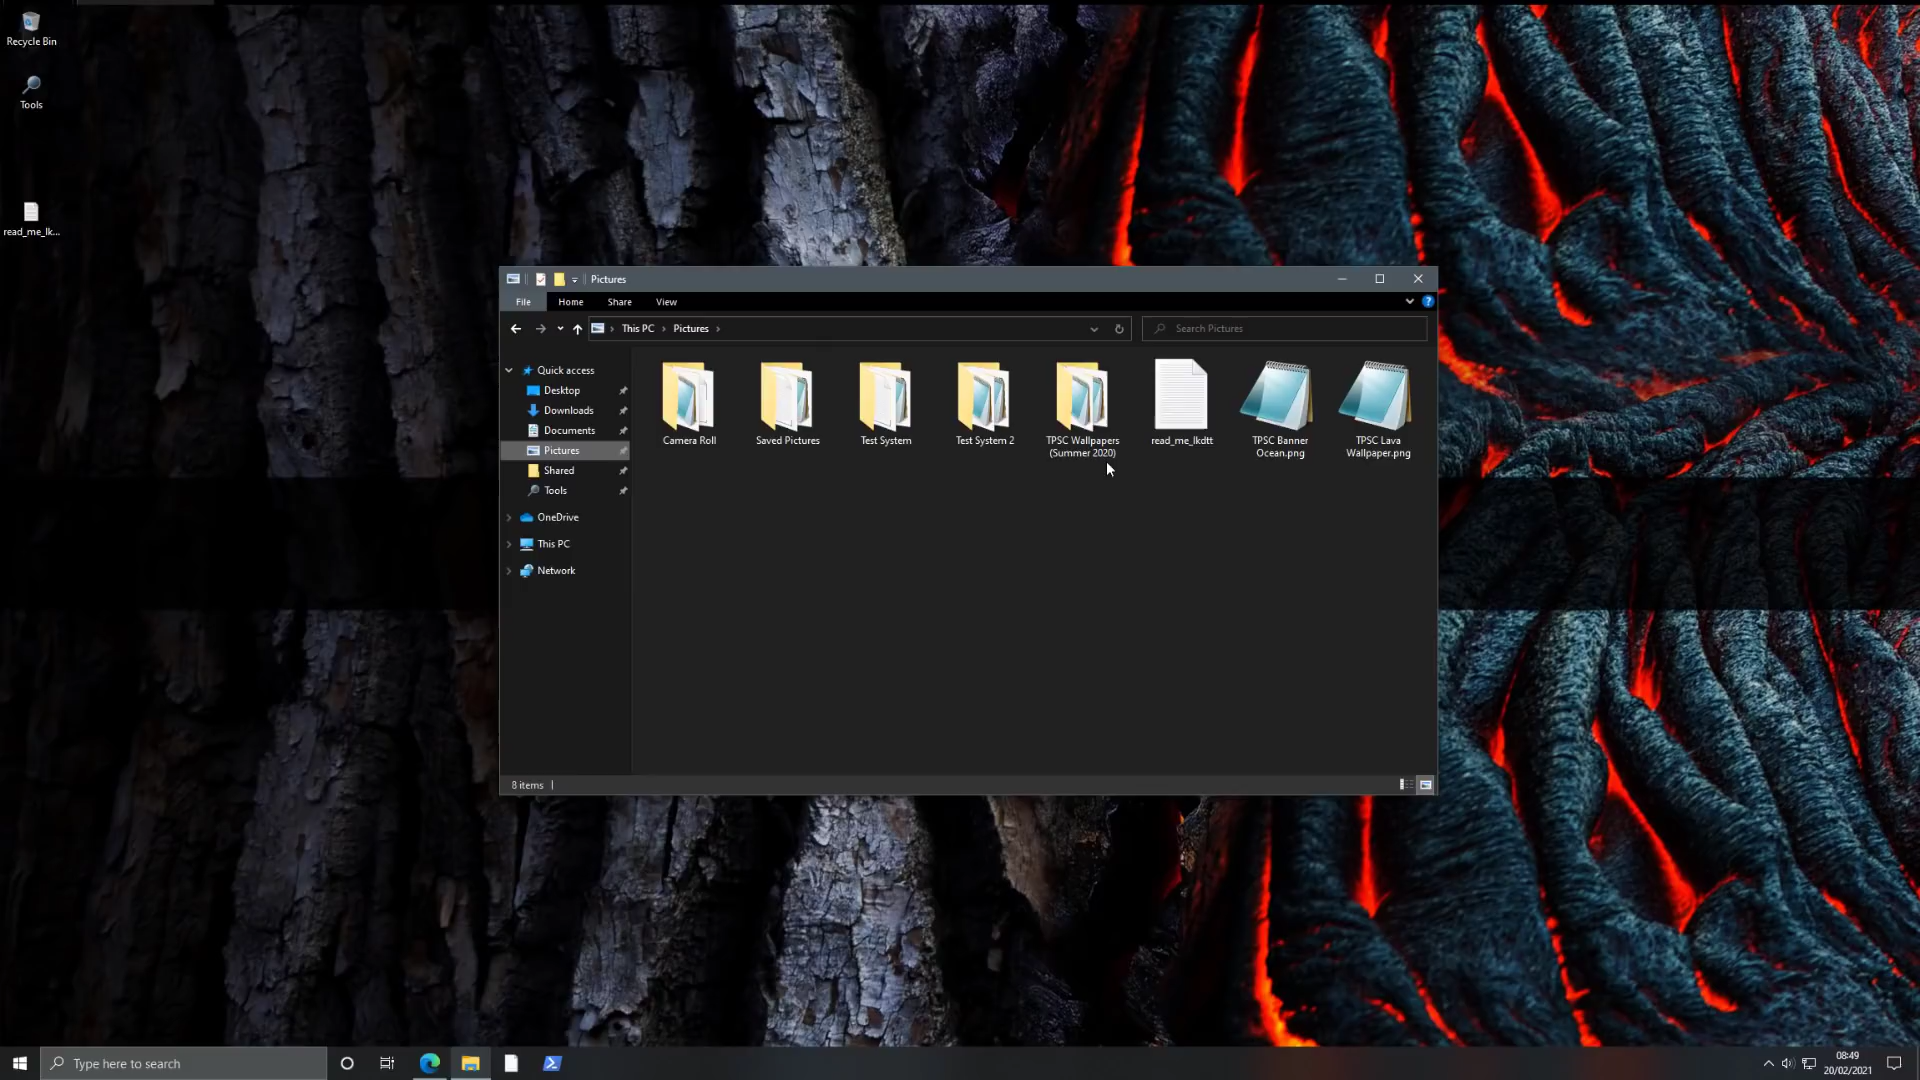 Recycle Bin
Tools
read_me_lk...
Pictures
File
Home
Share
View
This PC
Pictures
Search Pictures
Quick access
Desktop
Downloads
Documents
Pictures
Shared
Tools
OneDrive
This PC
Network
Camera Roll
Saved Pictures
Test System
Test System 2
TPSC Wallpapers
(Summer 2020)
read_me_lkdtt
TPSC Banner
Ocean.png
TPSC Lava
Wallpaper.png
8 items
Type here to search
08:49
20/02/2021